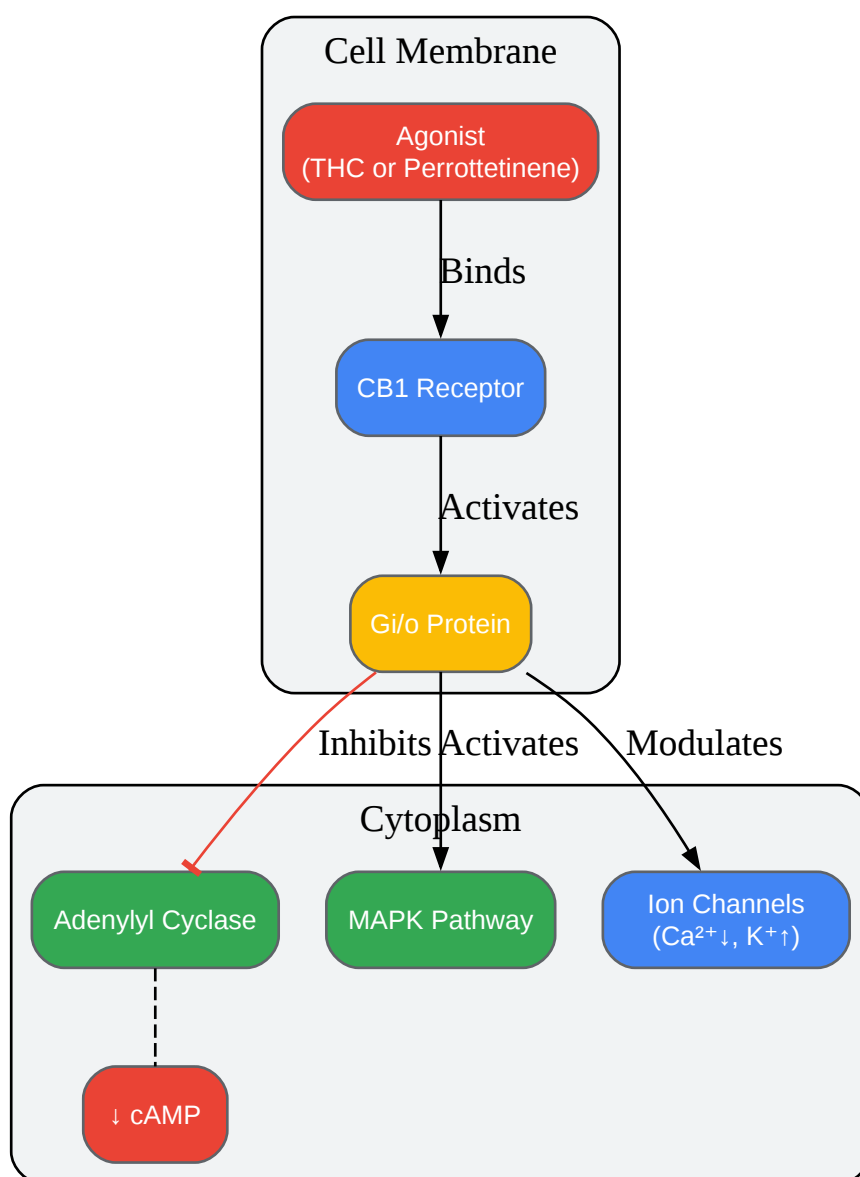 Cell Membrane
Agonist
(THC or Perrottetinene)
Binds
CB1 Receptor
Activates
Gi/o Protein
Inhibits
Activates
Modulates
Cytoplasm
Adenylyl Cyclase
MAPK Pathway
Ion Channels
(Ca²⁺↓, K⁺↑)
↓ cAMP